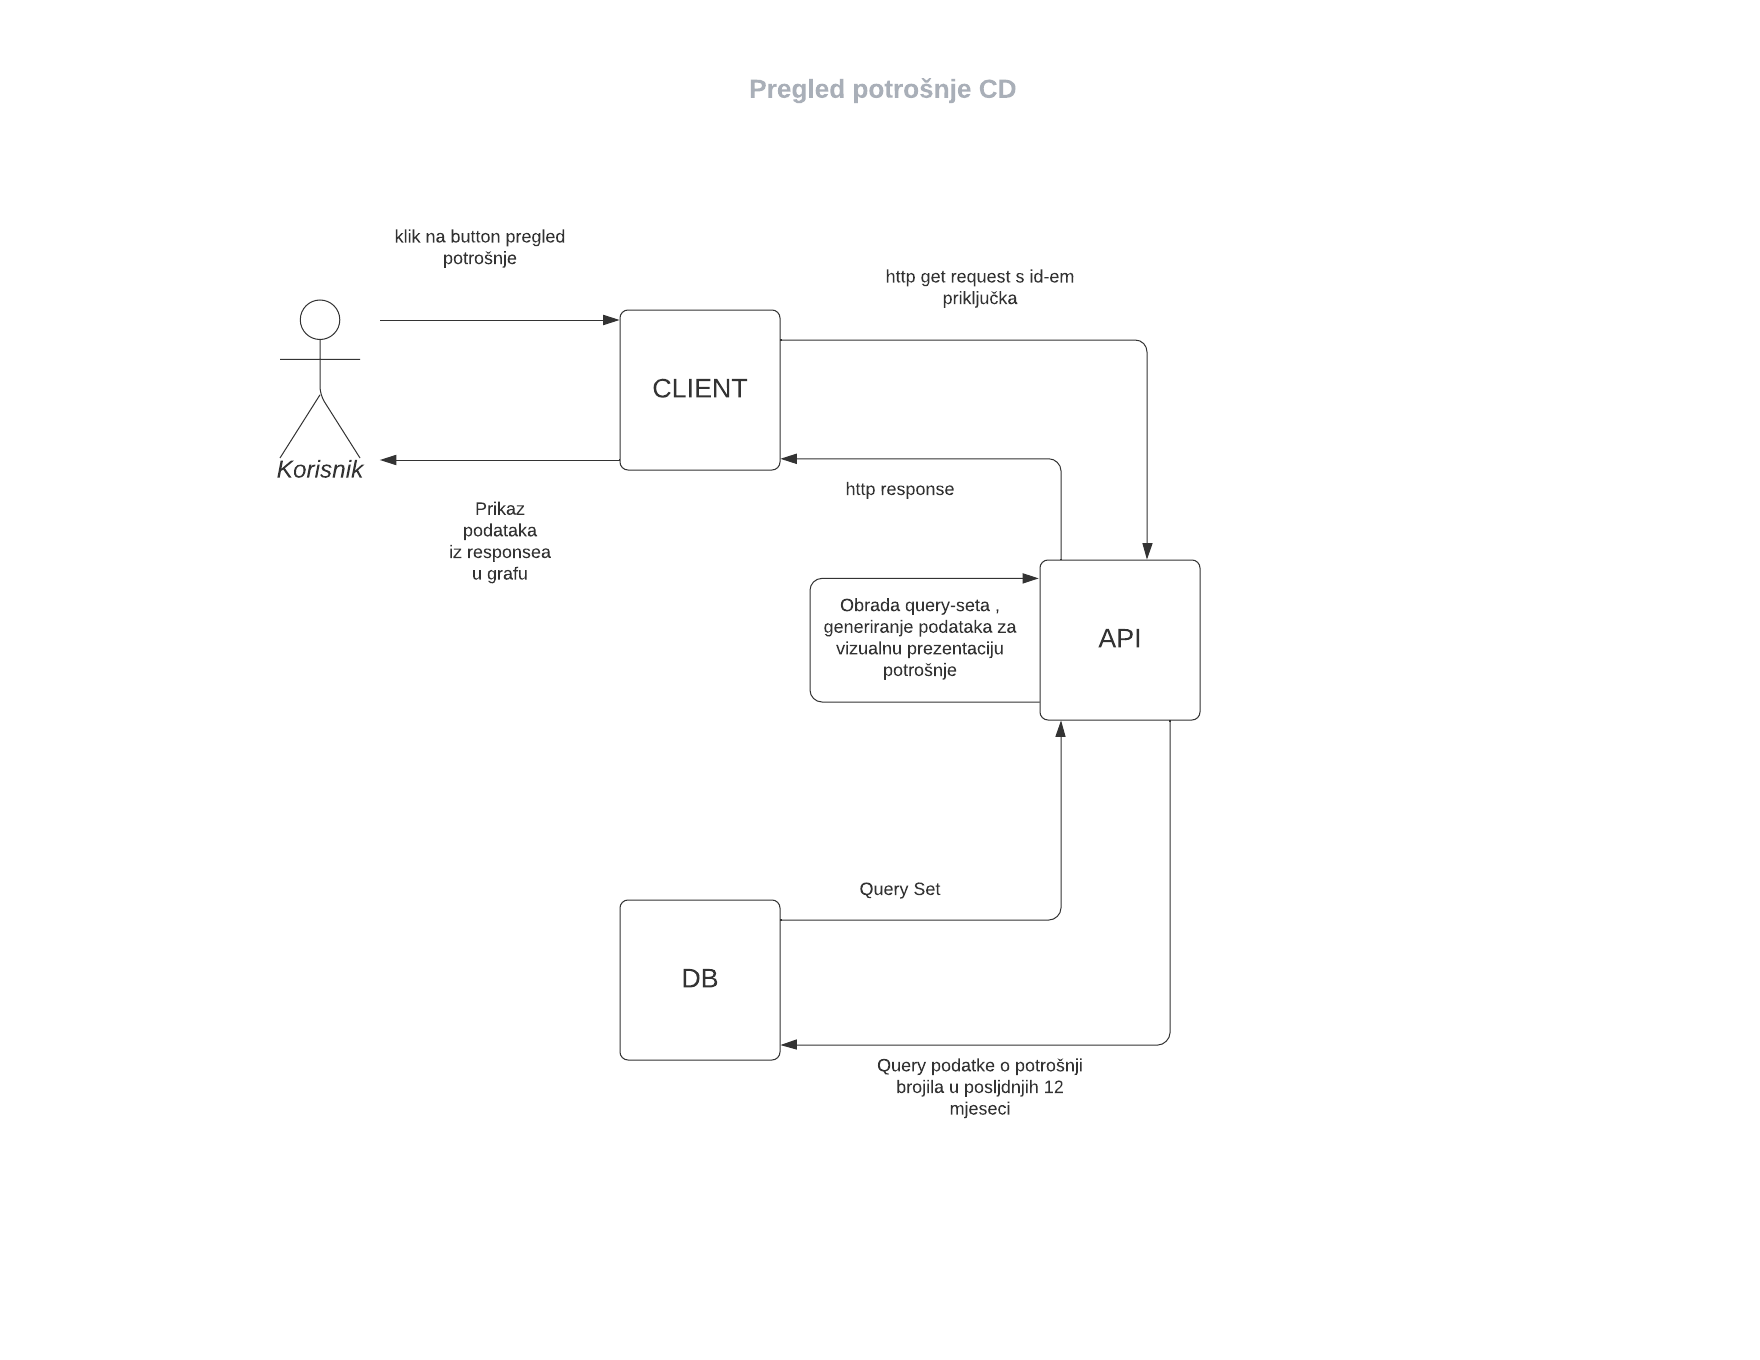 Pregled potrošnje CD
klik na button pregled
potrošnje
http get request s id-em
priključka
CLIENT
Korisnik
http response
Prikaz
podataka
iz responsea
u grafu
Obrada query-seta ,
generiranje podataka za
vizualnu prezentaciju
potrošnje
API
Query Set
DB
Query podatke o potrošnji
brojila u posljdnjih 12
mjeseci